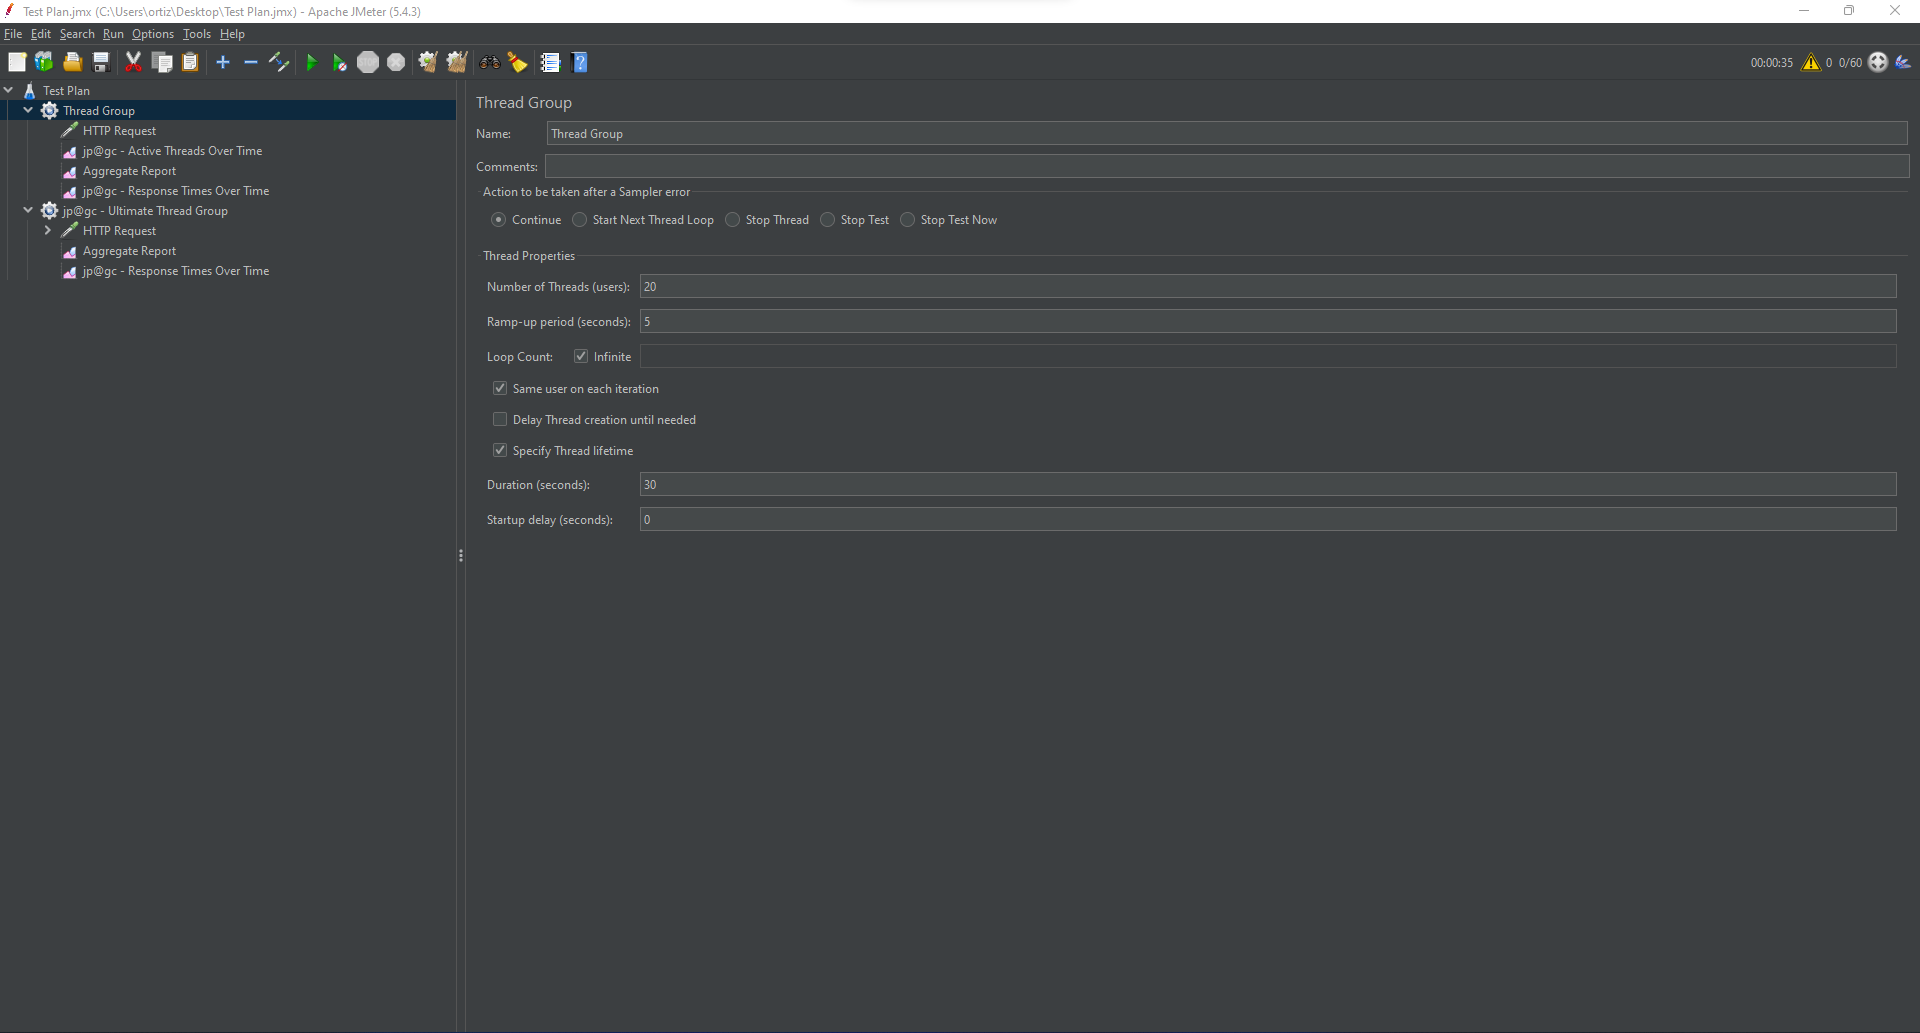 Test Plan.jmx (C:\Users\ortiz\Desktop\Test Plan.jmx) - Apache JMeter (5.4.3)
File Edit Search Run Options Tools Help
STOP
00:00:35 0 0/60
Test Plan
Thread Group
HTTP Request
jp@gc - Active Threads Over Time
Aggregate Report
jp@gc - Response Times Over Time
jp@gc - Ultimate Thread Group
HTTP Request
Aggregate Report
jp@gc - Response Times Over Time
Thread Group
Name: Thread Group
Comments:
Action to be taken after a Sampler error
Continue Start Next Thread Loop Stop Thread Stop Test Stop Test Now
Thread Properties
Number of Threads (users): 20
Ramp-up period (seconds): 5
Loop Count: Infinite
Same user on each iteration
Delay Thread creation until needed
Specify Thread lifetime
Duration (seconds): 30
Startup delay (seconds): 0